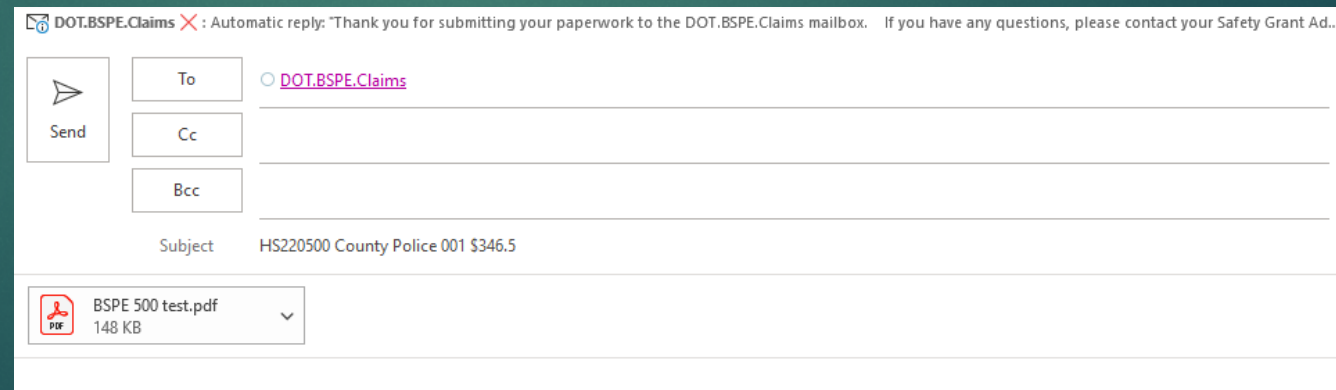 DOT.BSPE.Claims : Automatic reply: "Thank you for submitting your paperwork to the DOT.BSPE.Claims mailbox. If you have any questions, please contact your Safety Grant Ad..
Send
To
DOT.BSPE.Claims
Cc
Bcc
Subject
HS220500 County Police 001 $346.5
PDF
BSPE 500 test.pdf
148 KB